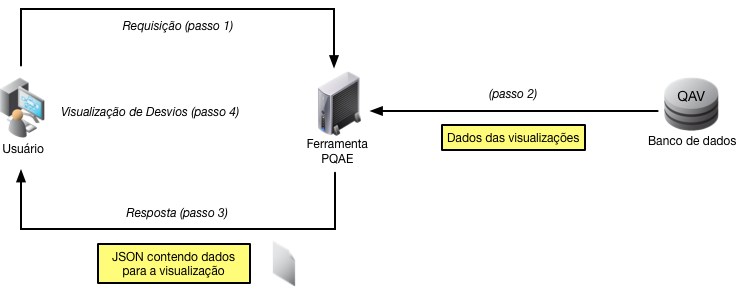 Requisição (passo 1)
(passo 2)
QAV
Visualização de Desvios (passo 4)
Dados das visualizações
Banco de dados
Usuário
Ferramenta
PQAE
Resposta (passo 3)
JSON contendo dados
para a visualização